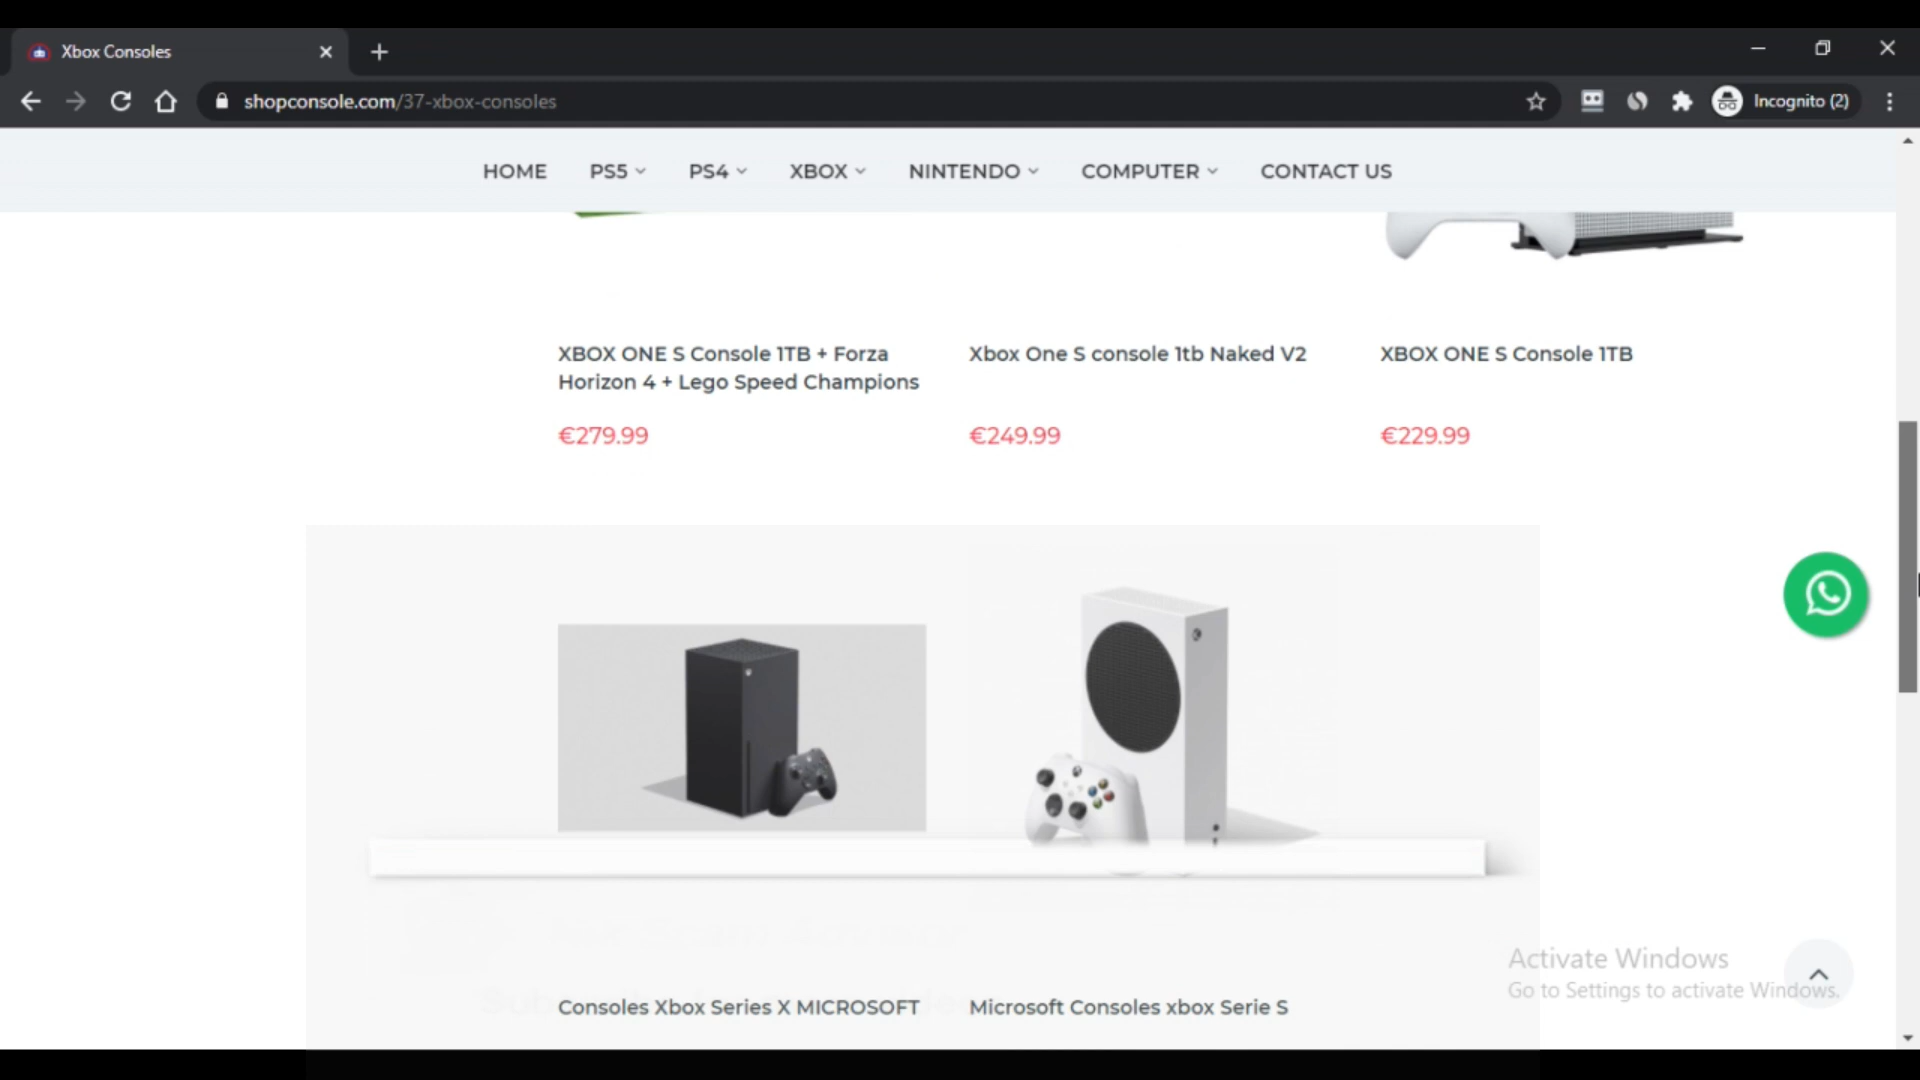 Xbox Consoles
shopconsole.com/37-xbox-consoles
Incognito (2)
HOME PS5 PS4 XBOX NINTENDO COMPUTER CONTACT US
XBOX ONE S Console 1TB + Forza
Horizon 4 + Lego Speed Champions
€279.99
Xbox One S console 1tb Naked V2
€249.99
XBOX ONE S Console 1TB
€229.99
Consoles Xbox Series X MICROSOFT
Microsoft Consoles xbox Serie S
Activate Windows
Go to Settings to activate Windows.